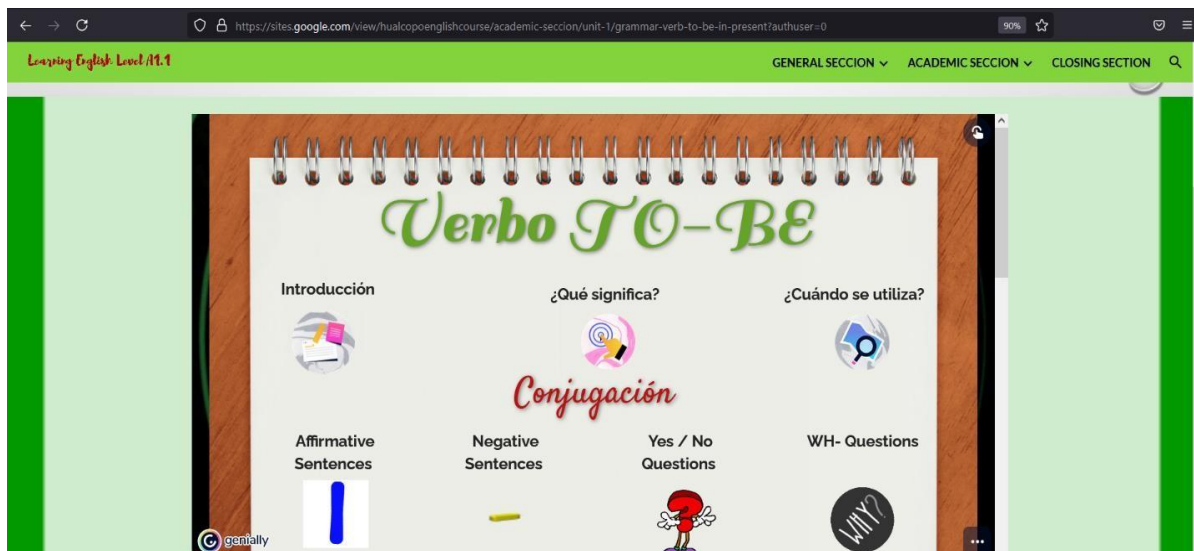 https://sites.google.com/view/hualcopoenglishcourse/academic-seccion/unit-1/grammar-verb-to-be-in-present?authuser=0
90%
Learning English Level A1.1
GENERAL SECCION
ACADEMIC SECCION
CLOSING SECTION
Verbo TO-BE
Introducción
¿Qué significa?
¿Cuándo se utiliza?
Conjugación
Affirmative
Sentences
Negative
Sentences
Yes / No
Questions
WH- Questions
WHY?
genially